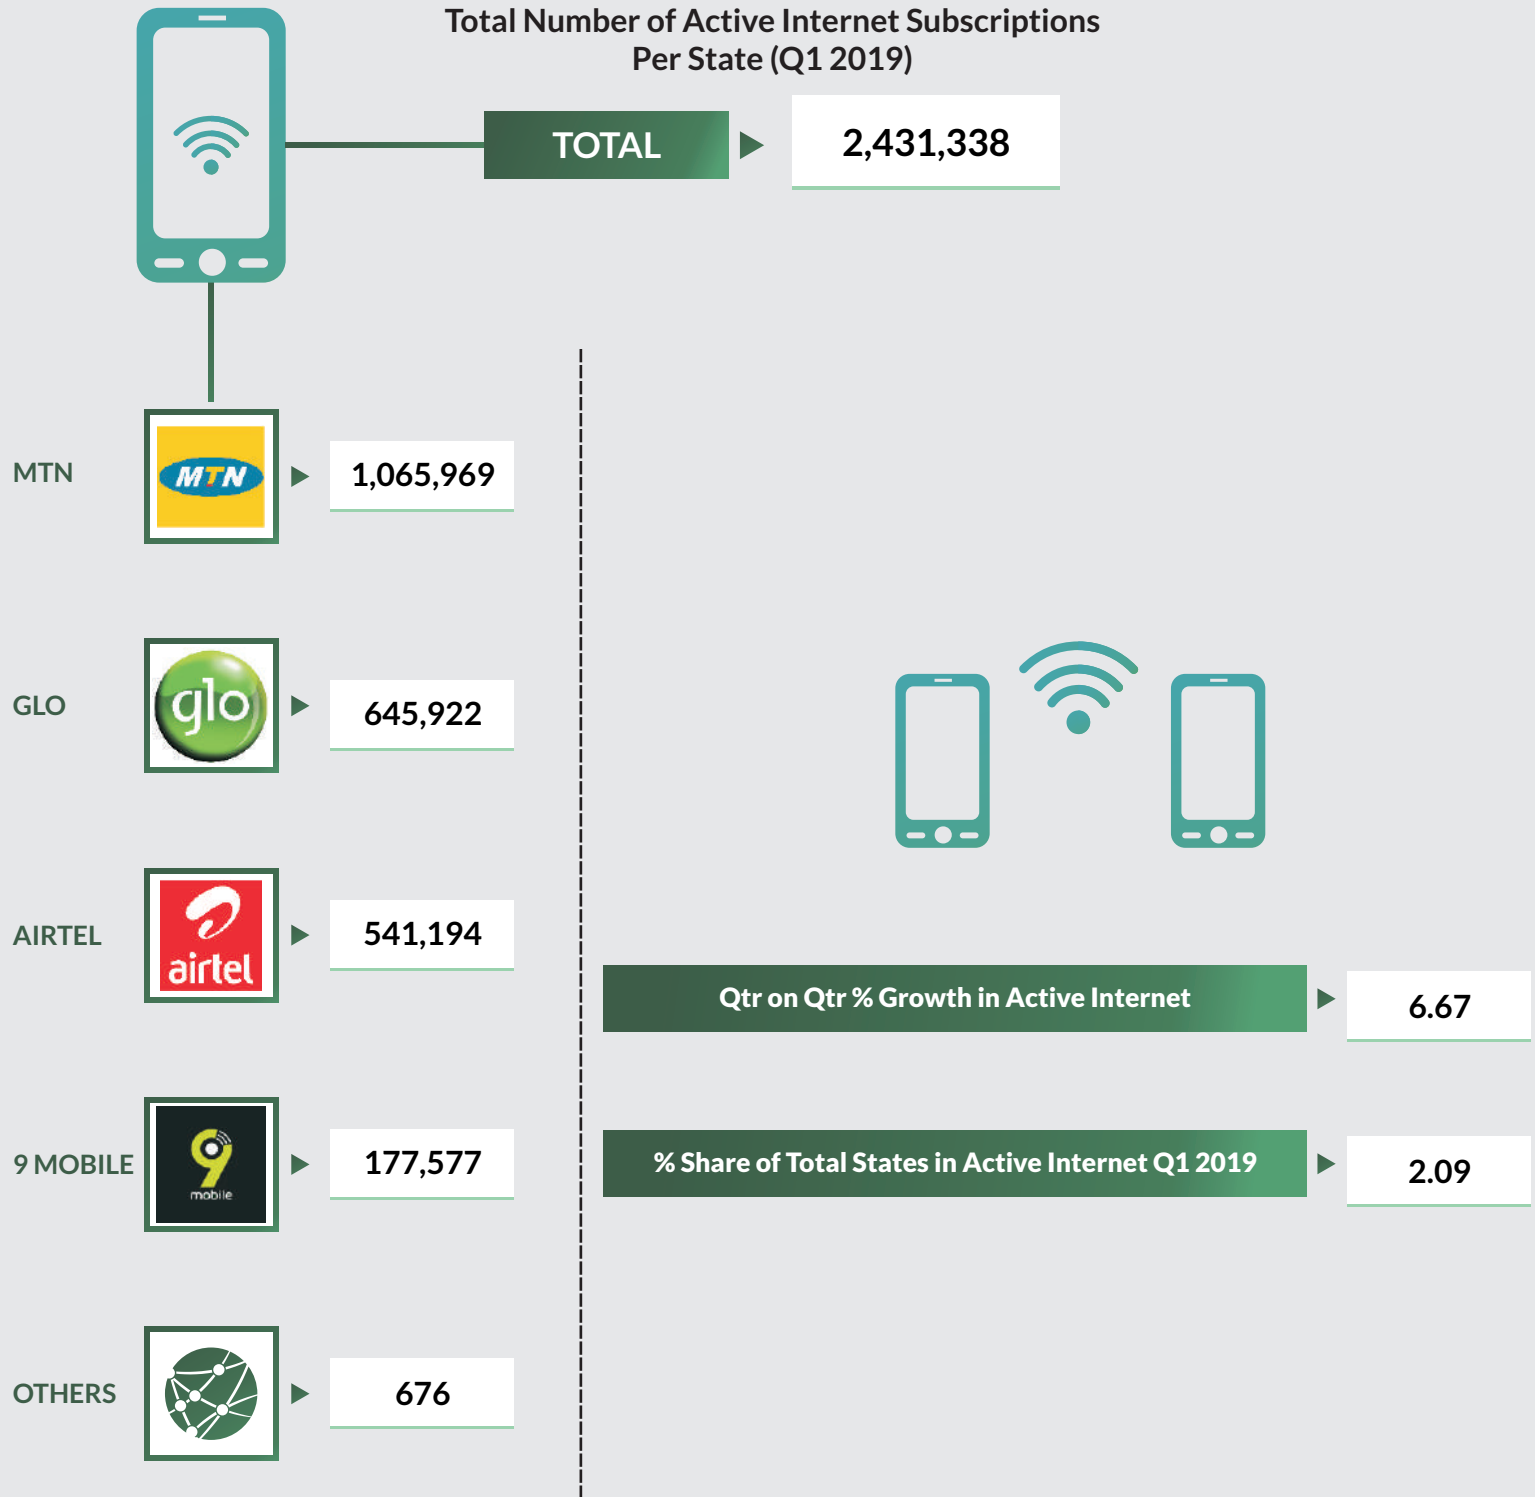 Total Number of Active Internet Subscriptions
Per State (Q1 2019)
TOTAL
2,431,338
MTN
MTN
1,065,969
GLO
glo
645,922
AIRTEL
airtel
541,194
9 MOBILE
9
mobile
177,577
OTHERS
676
Qtr on Qtr % Growth in Active Internet
6.67
% Share of Total States in Active Internet Q1 2019
2.09